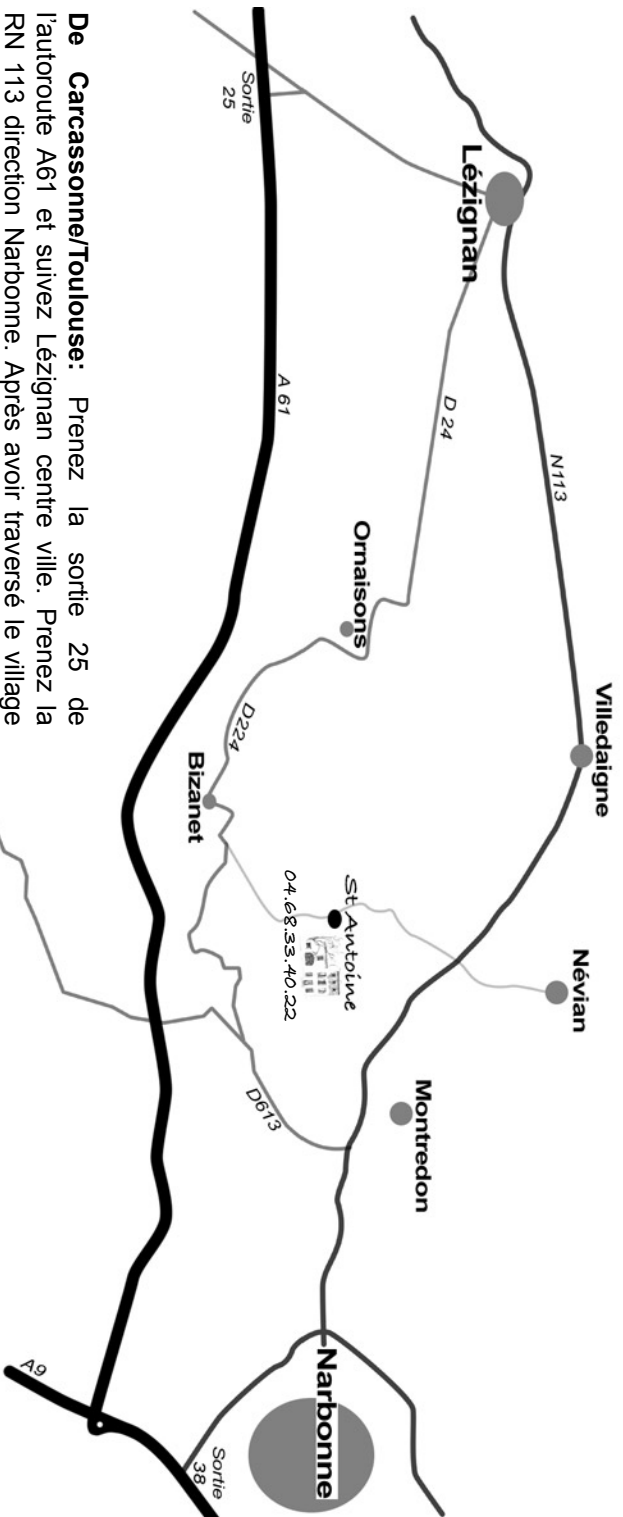 Villedaigne
Névian
N113
Lézignan
Montredon
D 24
Ornaisons
St Antoine
04.68.33.40.22
Narbonne
A 61
Sortie
25
D224
D613
Bizanet
Sortie
38
A9
De Carcassonne/Toulouse: Prenez la sortie 25 de
l'autoroute A61 et suivez Lézignan centre ville. Prenez la
RN 113 direction Narbonne. Après avoir traversé le village